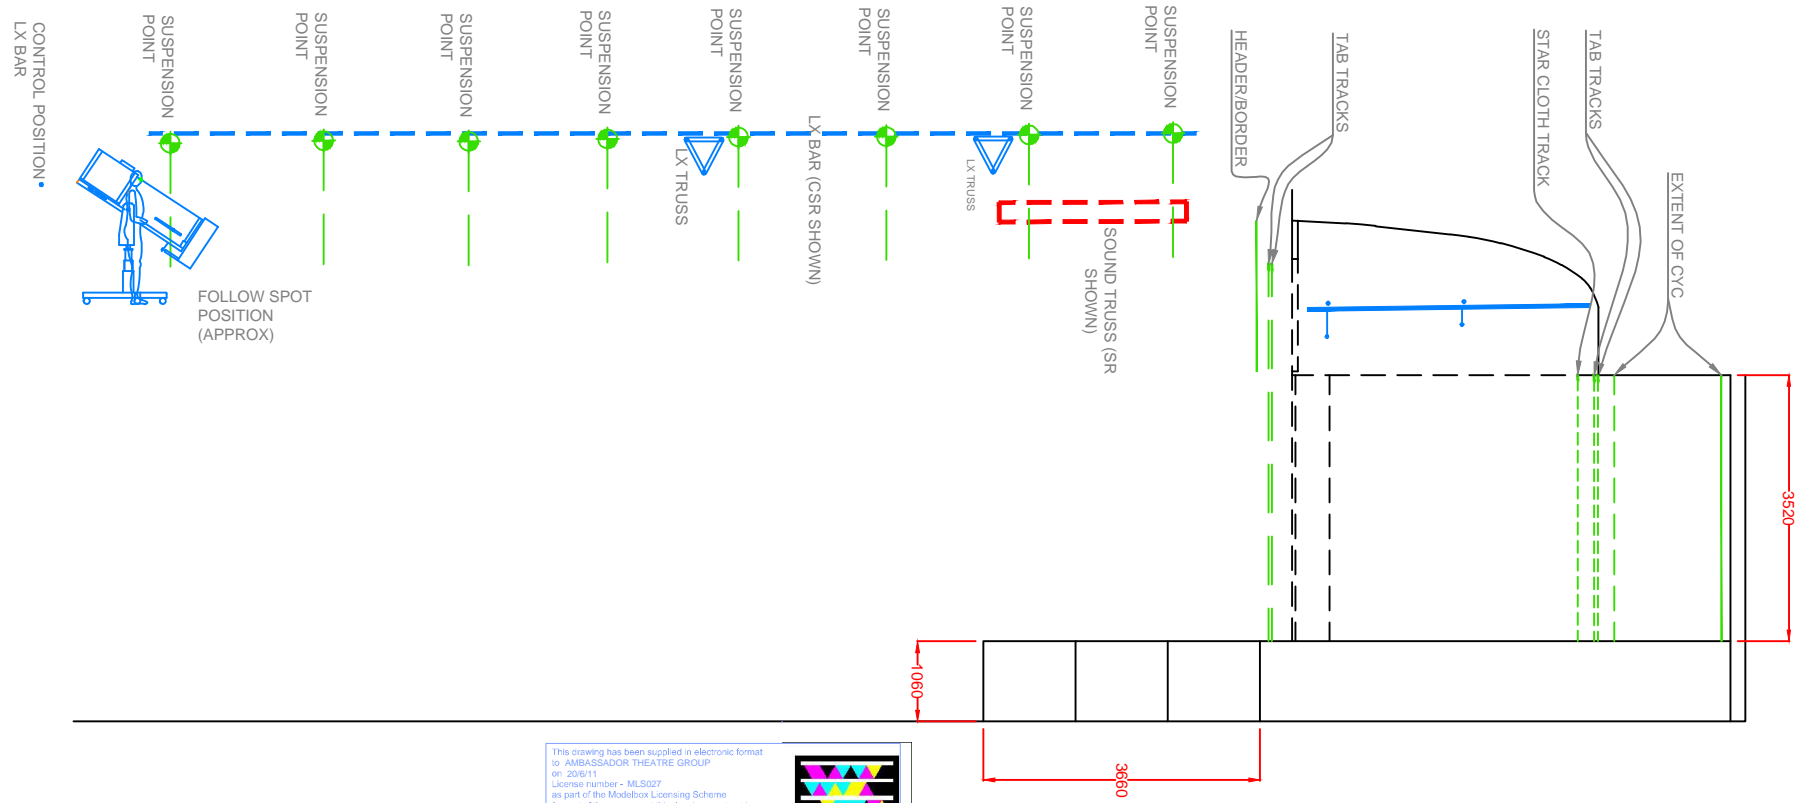 CONTROL POSITION
LX BAR
SUSPENSION
POINT
SUSPENSION
POINT
SUSPENSION
POINT
SUSPENSION
POINT
SUSPENSION
POINT
SUSPENSION
POINT
SUSPENSION
POINT
SUSPENSION
POINT
HEADER/BORDER
TAB TRACKS
STAR CLOTH TRACK
TAB TRACKS
EXTENT OF CYC
LX TRUSS
LX BAR (CSR SHOWN)
LX TRUSS
SOUND TRUSS (SR
SHOWN)
FOLLOW SPOT
POSITION
(APPROX)
3520
1060
3660
This drawing has been supplied in electronic format
to AMBASSADOR THEATRE GROUP
on 20/6/11
License number - MLS027
as part of the Modelbox Licensing Scheme